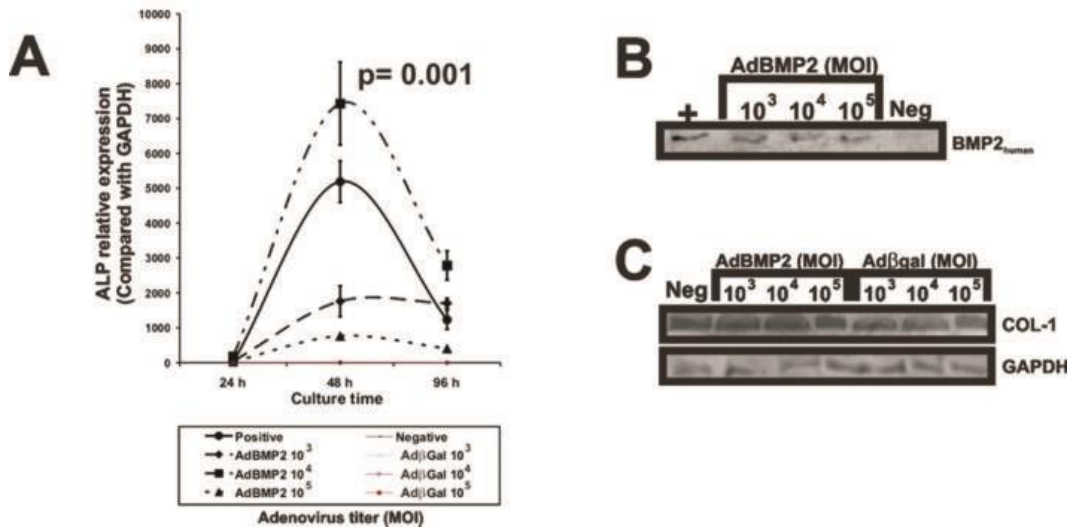 A
10000
9000
8000
7000
6000
5000
4000
3000
2000
1000
0
ALP relative expression
(Compared with GAPDH)
p= 0.001
24 h
48 h
96 h
Culture time
Positive
AdBMP2 10³
AdBMP2 10⁴
AdBMP2 10⁵
Negative
AdβGal 10³
AdβGal 10⁴
AdβGal 10⁵
Adenovirus titer (MOI)
B
AdBMP2 (MOI)
+ 10³ 10⁴ 10⁵ Neg
BMP2human
C
AdBMP2 (MOI) Adβgal (MOI)
Neg 10³ 10⁴ 10⁵ 10³ 10⁴ 10⁵
COL-1
GAPDH